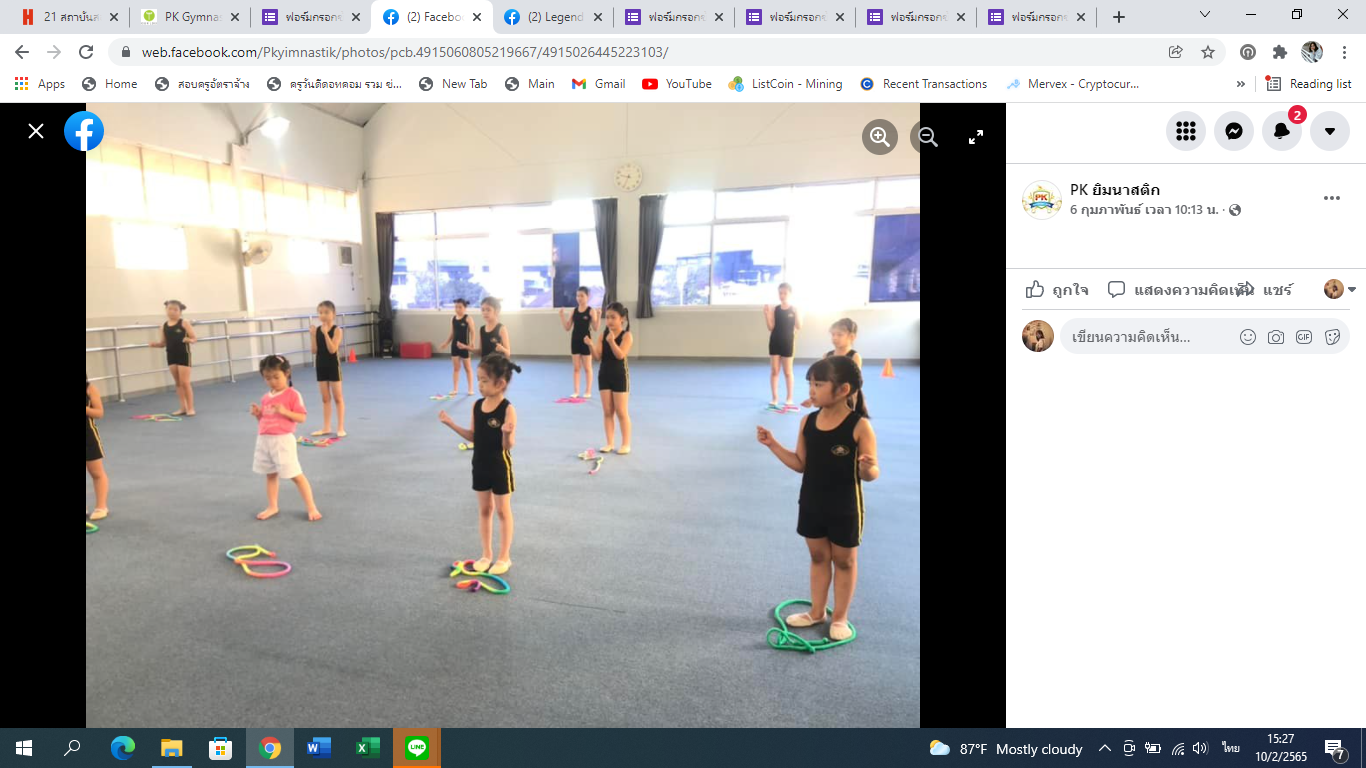 21 สถาบันส
PK Gymna
ฟอร์มกรอกข
(2) Facebo
(2) Legend
ฟอร์มกรอกข
ฟอร์มกรอกข
ฟอร์มกรอกข
ฟอร์มกรอกข
web.facebook.com/Pkyimnastik/photos/pcb.4915060805219667/4915026445223103/
Apps
Home
สอบครูอัตราจ้าง
ครูวันดีดอทคอม รวม ข่...
New Tab
Main
Gmail
YouTube
ListCoin - Mining
Recent Transactions
Mervex - Cryptocur...
»
Reading list
2
PK ยิมนาสติก
6 กุมภาพันธ์ เวลา 10:13 น. ·
ถูกใจ
แสดงความคิดเห็น
แชร์
เขียนความคิดเห็น...
GIF
87°F Mostly cloudy
ไทย
15:27
10/2/2565
7